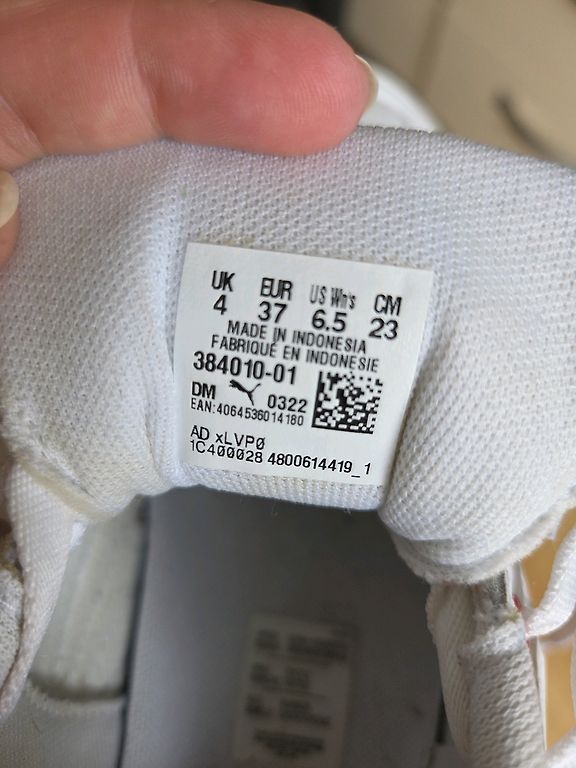 UK EUR US Wn's CM
4 37 6.5 23
MADE IN INDONESIA
FABRIQUÉ EN INDONESIE
384010-01
DM 0322
EAN:4064536014180
AD xLVP0
1C400028 4800614419_1